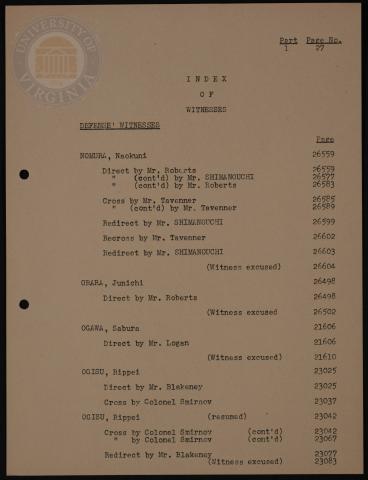 UNIVERSITY OF VIRGINIA
Part Page No.
1 27
I N D E X
O F
WITNESSES
DEFENSE' WITNESSES
Page
NOMURA, Naokuni 26559
Direct by Mr. Roberts 26559
" (cont'd) by Mr. SHIMANOUCHI 26577
" (cont'd) by Mr. Roberts 26583
Cross by Mr. Tavenner 26585
" (cont'd) by Mr. Tavenner 26589
Redirect by Mr. SHIMANOUCHI 26599
Recross by Mr. Tavenner 26602
Redirect by Mr. SHIMANOUCHI 26603
(Witness excused) 26604
OBARA, Junichi 26498
Direct by Mr. Roberts 26498
(Witness excused 26502
OGAWA, Saburu 21606
Direct by Mr. Logan 21606
(Witness excused) 21610
OGISU, Rippei 23025
Direct by Mr. Blakeney 23025
Cross by Colonel Smirnov 23037
OGISU, Rippei (resumed) 23042
Cross by Colonel Smirnov (cont'd) 23042
" by Colonel Smirnov (cont'd) 23067
Redirect by Mr. Blakeney 23077
(Witness excused) 23083